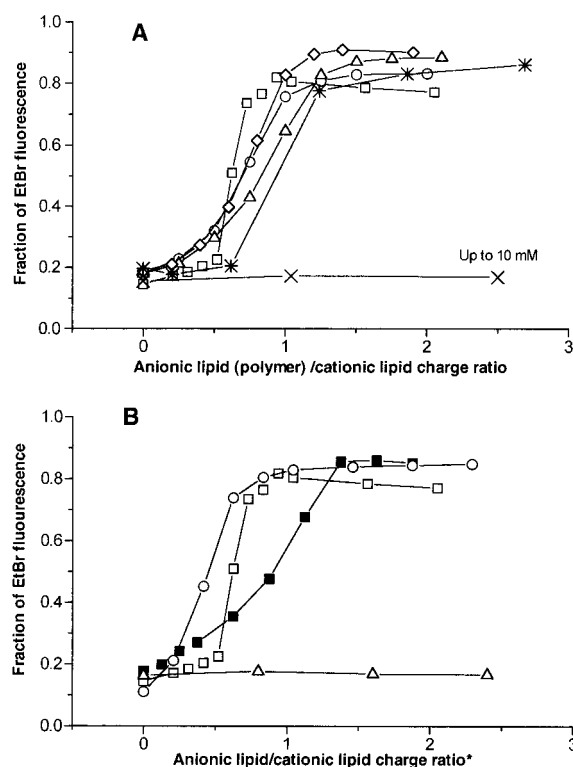 A
1.0
0.8
0.6
0.4
0.2
0.0
Fraction of EtBr fluorescence
Up to 10 mM
0
1
2
3
Anionic lipid (polymer) /cationic lipid charge ratio
B
1.0
0.8
0.6
0.4
0.2
0.0
Fraction of EtBr fluourescence
0
1
2
3
Anionic lipid/cationic lipid charge ratio*